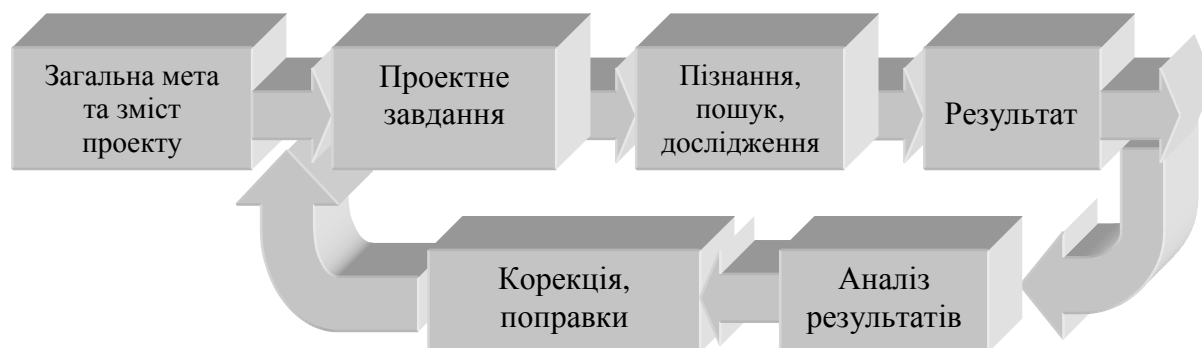 Загальна мета
та зміст
проекту
Проектне
завдання
Пізнання,
пошук,
дослідження
Результат
Аналіз
результатів
Корекція,
поправки